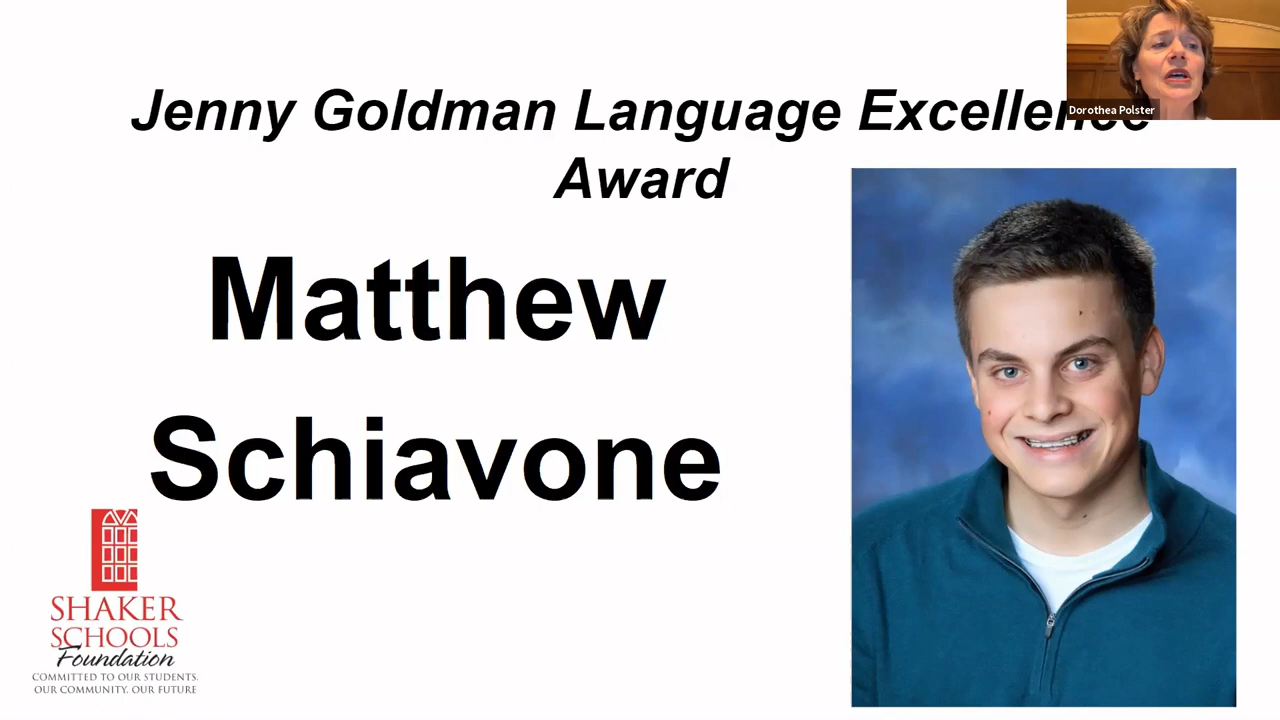 Jenny Goldman Language Excellence
Award
Dorothea Polster
Matthew
Schiavone
SHAKER
SCHOOLS
Foundation
COMMITTED TO OUR STUDENTS.
OUR COMMUNITY. OUR FUTURE